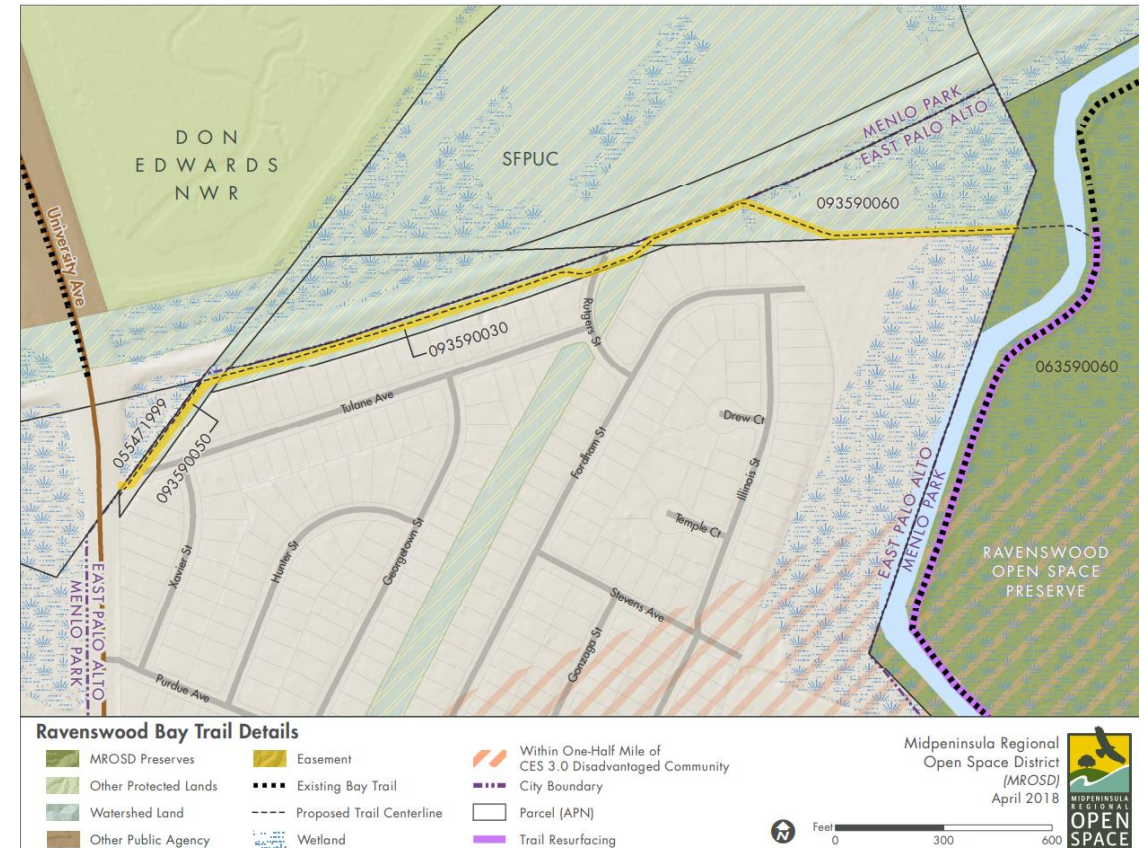 DON
EDWARDS
NWR
SFPUC
MENLO PARK
EAST PALO ALTO
093590060
University Ave
Rutgers St
093590030
063590060
Tulane Ave
055471999
093590050
Drew Ct
Fordham St
Illinois St
Temple Ct
EAST PALO ALTO
MENLO PARK
RAVENSWOOD
OPEN SPACE
PRESERVE
Xavier St
Hunter St
Georgetown St
Stevens Ave
Gonzaga St
EAST PALO ALTO
MENLO PARK
Purdue Ave
Ravenswood Bay Trail Details
MROSD Preserves
Other Protected Lands
Watershed Land
Other Public Agency
Easement
Existing Bay Trail
Proposed Trail Centerline
Wetland
Within One-Half Mile of
CES 3.0 Disadvantaged Community
City Boundary
Parcel (APN)
Trail Resurfacing
Midpeninsula Regional
Open Space District
(MROSD)
April 2018
N
Feet
0 300 600
MIDPENINSULA
REGIONAL
OPEN
SPACE